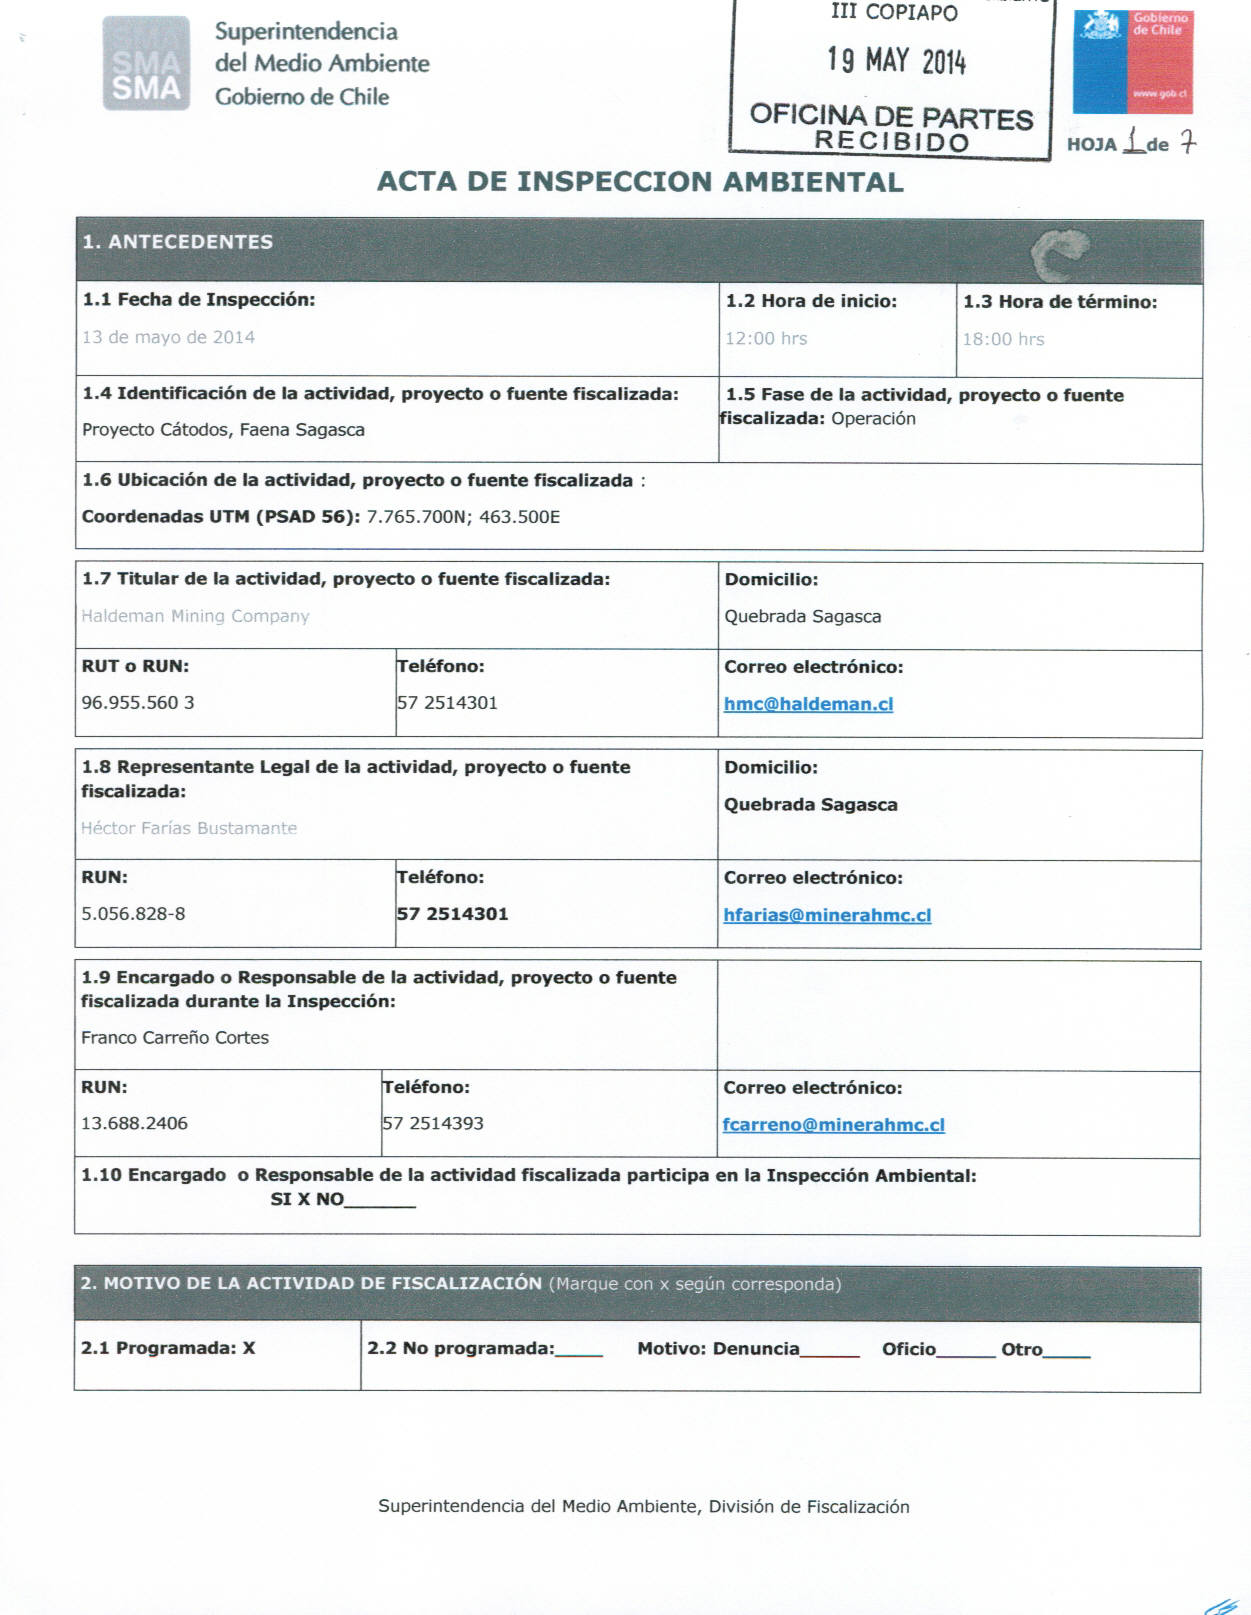 Superintendencia
del Medio Ambiente
Gobierno de Chile
SMA
SMA
SMA
III COPIAPO
19 MAY 2014
OFICINA DE PARTES
RECIBIDO
Gobierno
de Chile
www.gob.cl
HOJA 1 de 7
ACTA DE INSPECCION AMBIENTAL
1. ANTECEDENTES
1.1 Fecha de Inspección:
13 de mayo de 2014
1.2 Hora de inicio:
12:00 hrs
1.3 Hora de término:
18:00 hrs
1.4 Identificación de la actividad, proyecto o fuente fiscalizada:
Proyecto Cátodos, Faena Sagasca
1.5 Fase de la actividad, proyecto o fuente
fiscalizada: Operación
1.6 Ubicación de la actividad, proyecto o fuente fiscalizada :
Coordenadas UTM (PSAD 56): 7.765.700N; 463.500E
1.7 Titular de la actividad, proyecto o fuente fiscalizada:
Haldeman Mining Company
Domicilio:
Quebrada Sagasca
RUT o RUN:
96.955.560 3
Teléfono:
57 2514301
Correo electrónico:
hmc@haldeman.cl
1.8 Representante Legal de la actividad, proyecto o fuente
fiscalizada:
Héctor Farías Bustamante
Domicilio:
Quebrada Sagasca
RUN:
5.056.828-8
Teléfono:
57 2514301
Correo electrónico:
hfarias@minerahmc.cl
1.9 Encargado o Responsable de la actividad, proyecto o fuente
fiscalizada durante la Inspección:
Franco Carreño Cortes
RUN:
13.688.2406
Teléfono:
57 2514393
Correo electrónico:
fcarreno@minerahmc.cl
1.10 Encargado o Responsable de la actividad fiscalizada participa en la Inspección Ambiental:
SI X NO______
2. MOTIVO DE LA ACTIVIDAD DE FISCALIZACIÓN (Marque con x según corresponda)
2.1 Programada: X
2.2 No programada:____ Motivo: Denuncia_____ Oficio_____ Otro____
Superintendencia del Medio Ambiente, División de Fiscalización